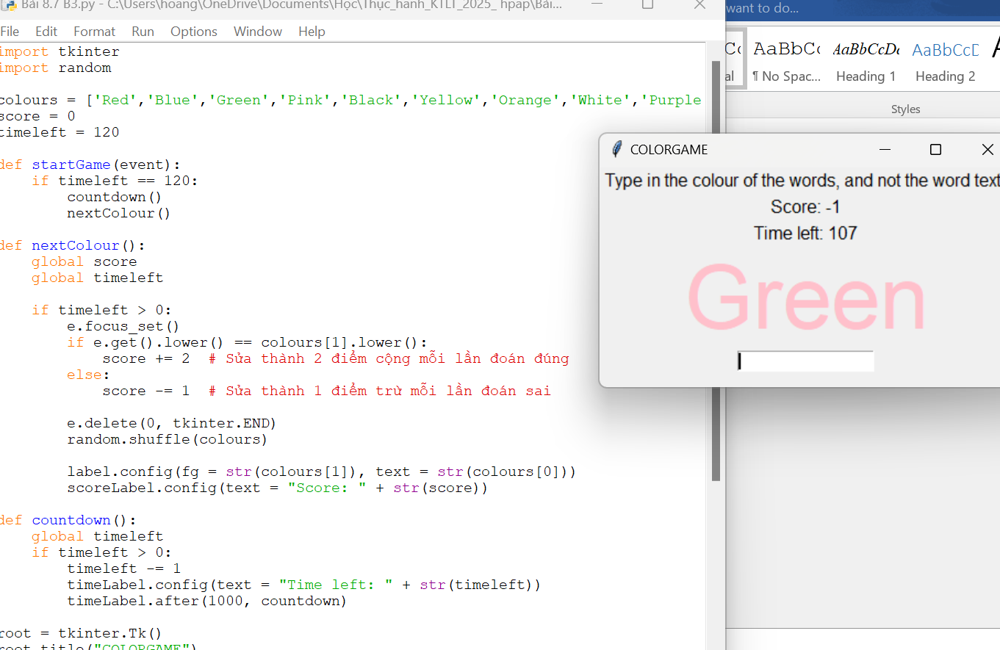 Bài 8.7 B3.py - C:\Users\hoang\OneDrive\Documents\Học\Thực_hành_KTLT_2025_ hpap\Bài...
File Edit Format Run Options Window Help
import tkinter
import random
colours = ['Red','Blue','Green','Pink','Black','Yellow','Orange','White','Purple
score = 0
timeleft = 120
def startGame(event):
    if timeleft == 120:
        countdown()
        nextColour()
def nextColour():
    global score
    global timeleft
    if timeleft > 0:
        e.focus_set()
        if e.get().lower() == colours[1].lower():
            score += 2  # Sửa thành 2 điểm cộng mỗi lần đoán đúng
        else:
            score -= 1  # Sửa thành 1 điểm trừ mỗi lần đoán sai
        e.delete(0, tkinter.END)
        random.shuffle(colours)
        label.config(fg = str(colours[1]), text = str(colours[0]))
        scoreLabel.config(text = "Score: " + str(score))
def countdown():
    global timeleft
    if timeleft > 0:
        timeleft -= 1
        timeLabel.config(text = "Time left: " + str(timeleft))
        timeLabel.after(1000, countdown)
root = tkinter.Tk()
root.title("COLORGAME")
want to do...
AaBbC AaBbCcD AaBbCcD
¶ No Spac... Heading 1 Heading 2
Styles
COLORGAME
Type in the colour of the words, and not the word text
Score: -1
Time left: 107
Green